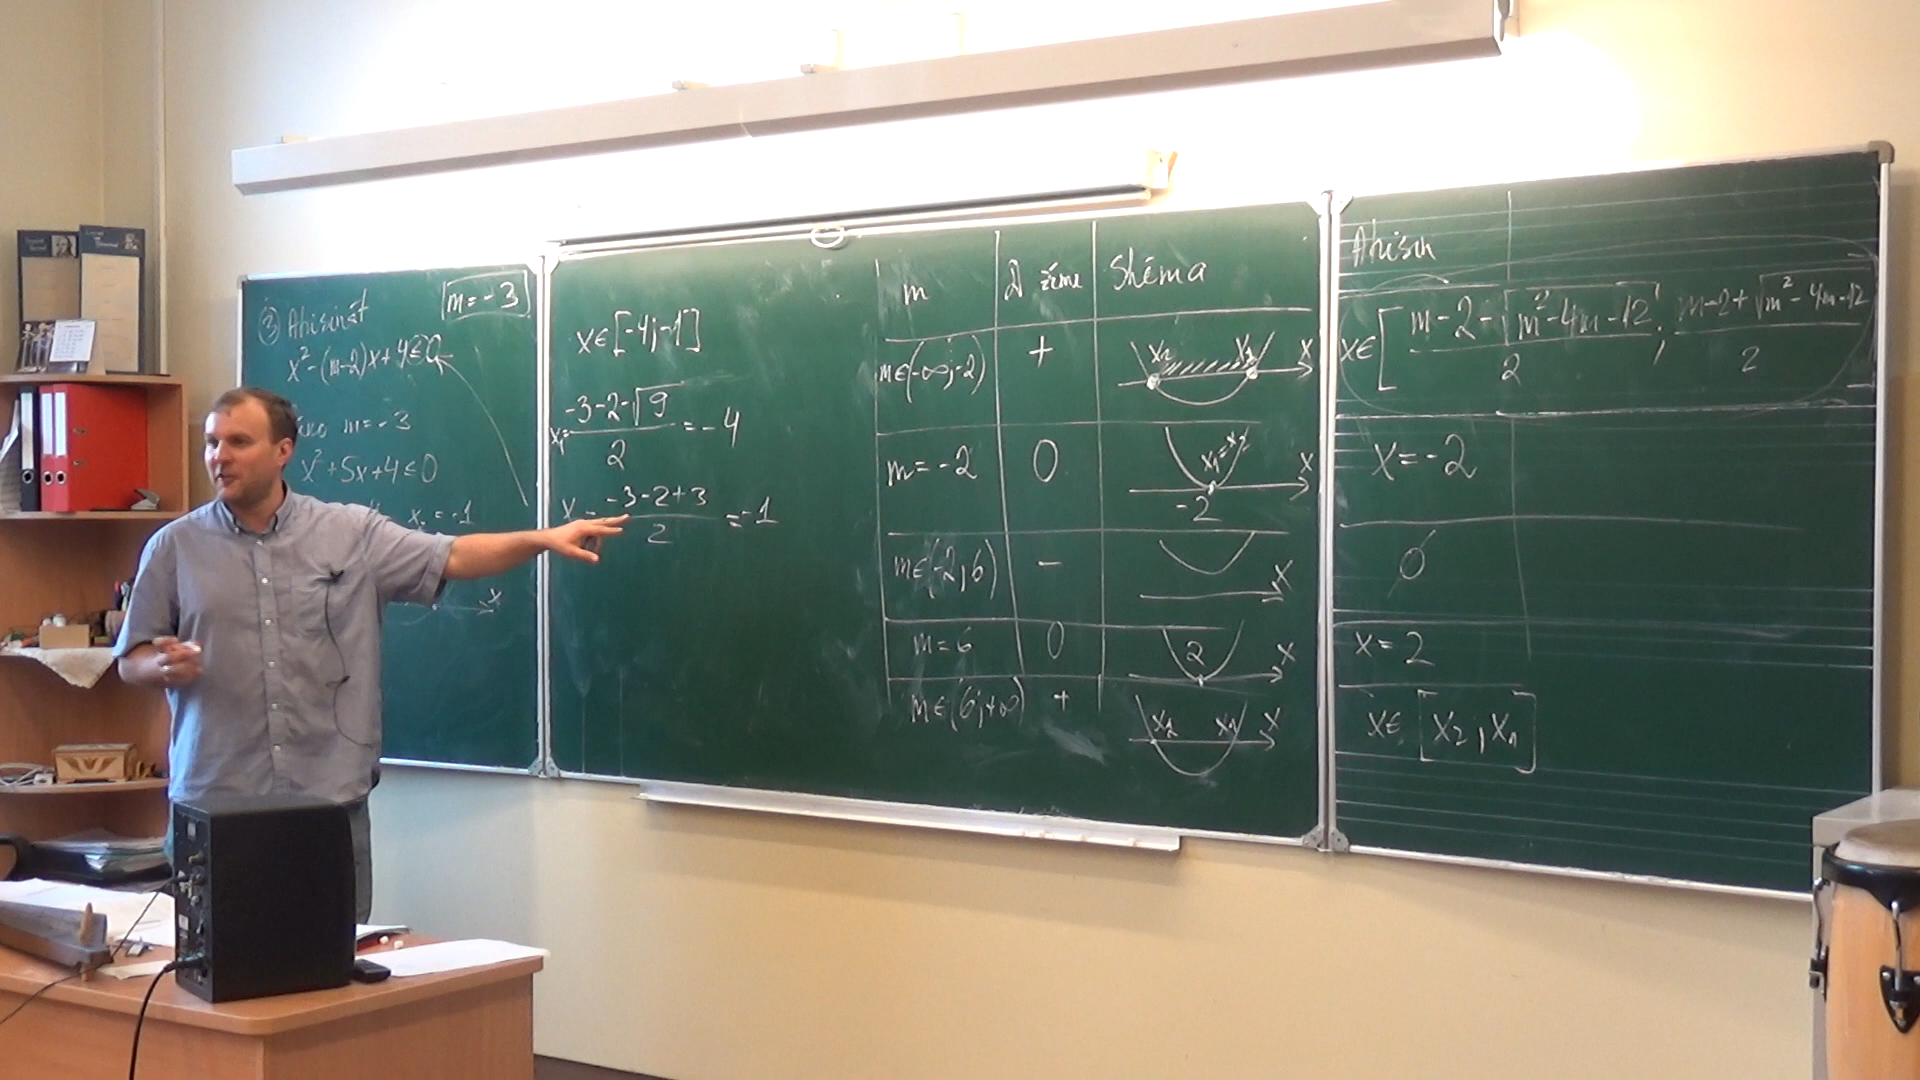 ③ Atrisināt
m = -3
x² - (m-2)x + 4 ≤ 0
m = -3
x² + 5x + 4 ≤ 0
= -1
x
x ∈ [-4; -1]
x₁ = (-3-2-√9)/2 = -4
x = (-3-2+3)/2 = -1
m D zīme Shēma Atrisin
m ∈ (-∞; -2) + x₂ x₁ x x ∈ [(m-2-√(m²-4m-12))/2 ; (m-2+√(m²-4m-12))/2
m = -2 0 x₁ = x₂ x -2 x = -2
m ∈ (-2; 6) - x ∅
m = 6 0 2 x x = 2
m ∈ (6; +∞) + x₂ x₁ x x ∈ [x₂ ; x₁]